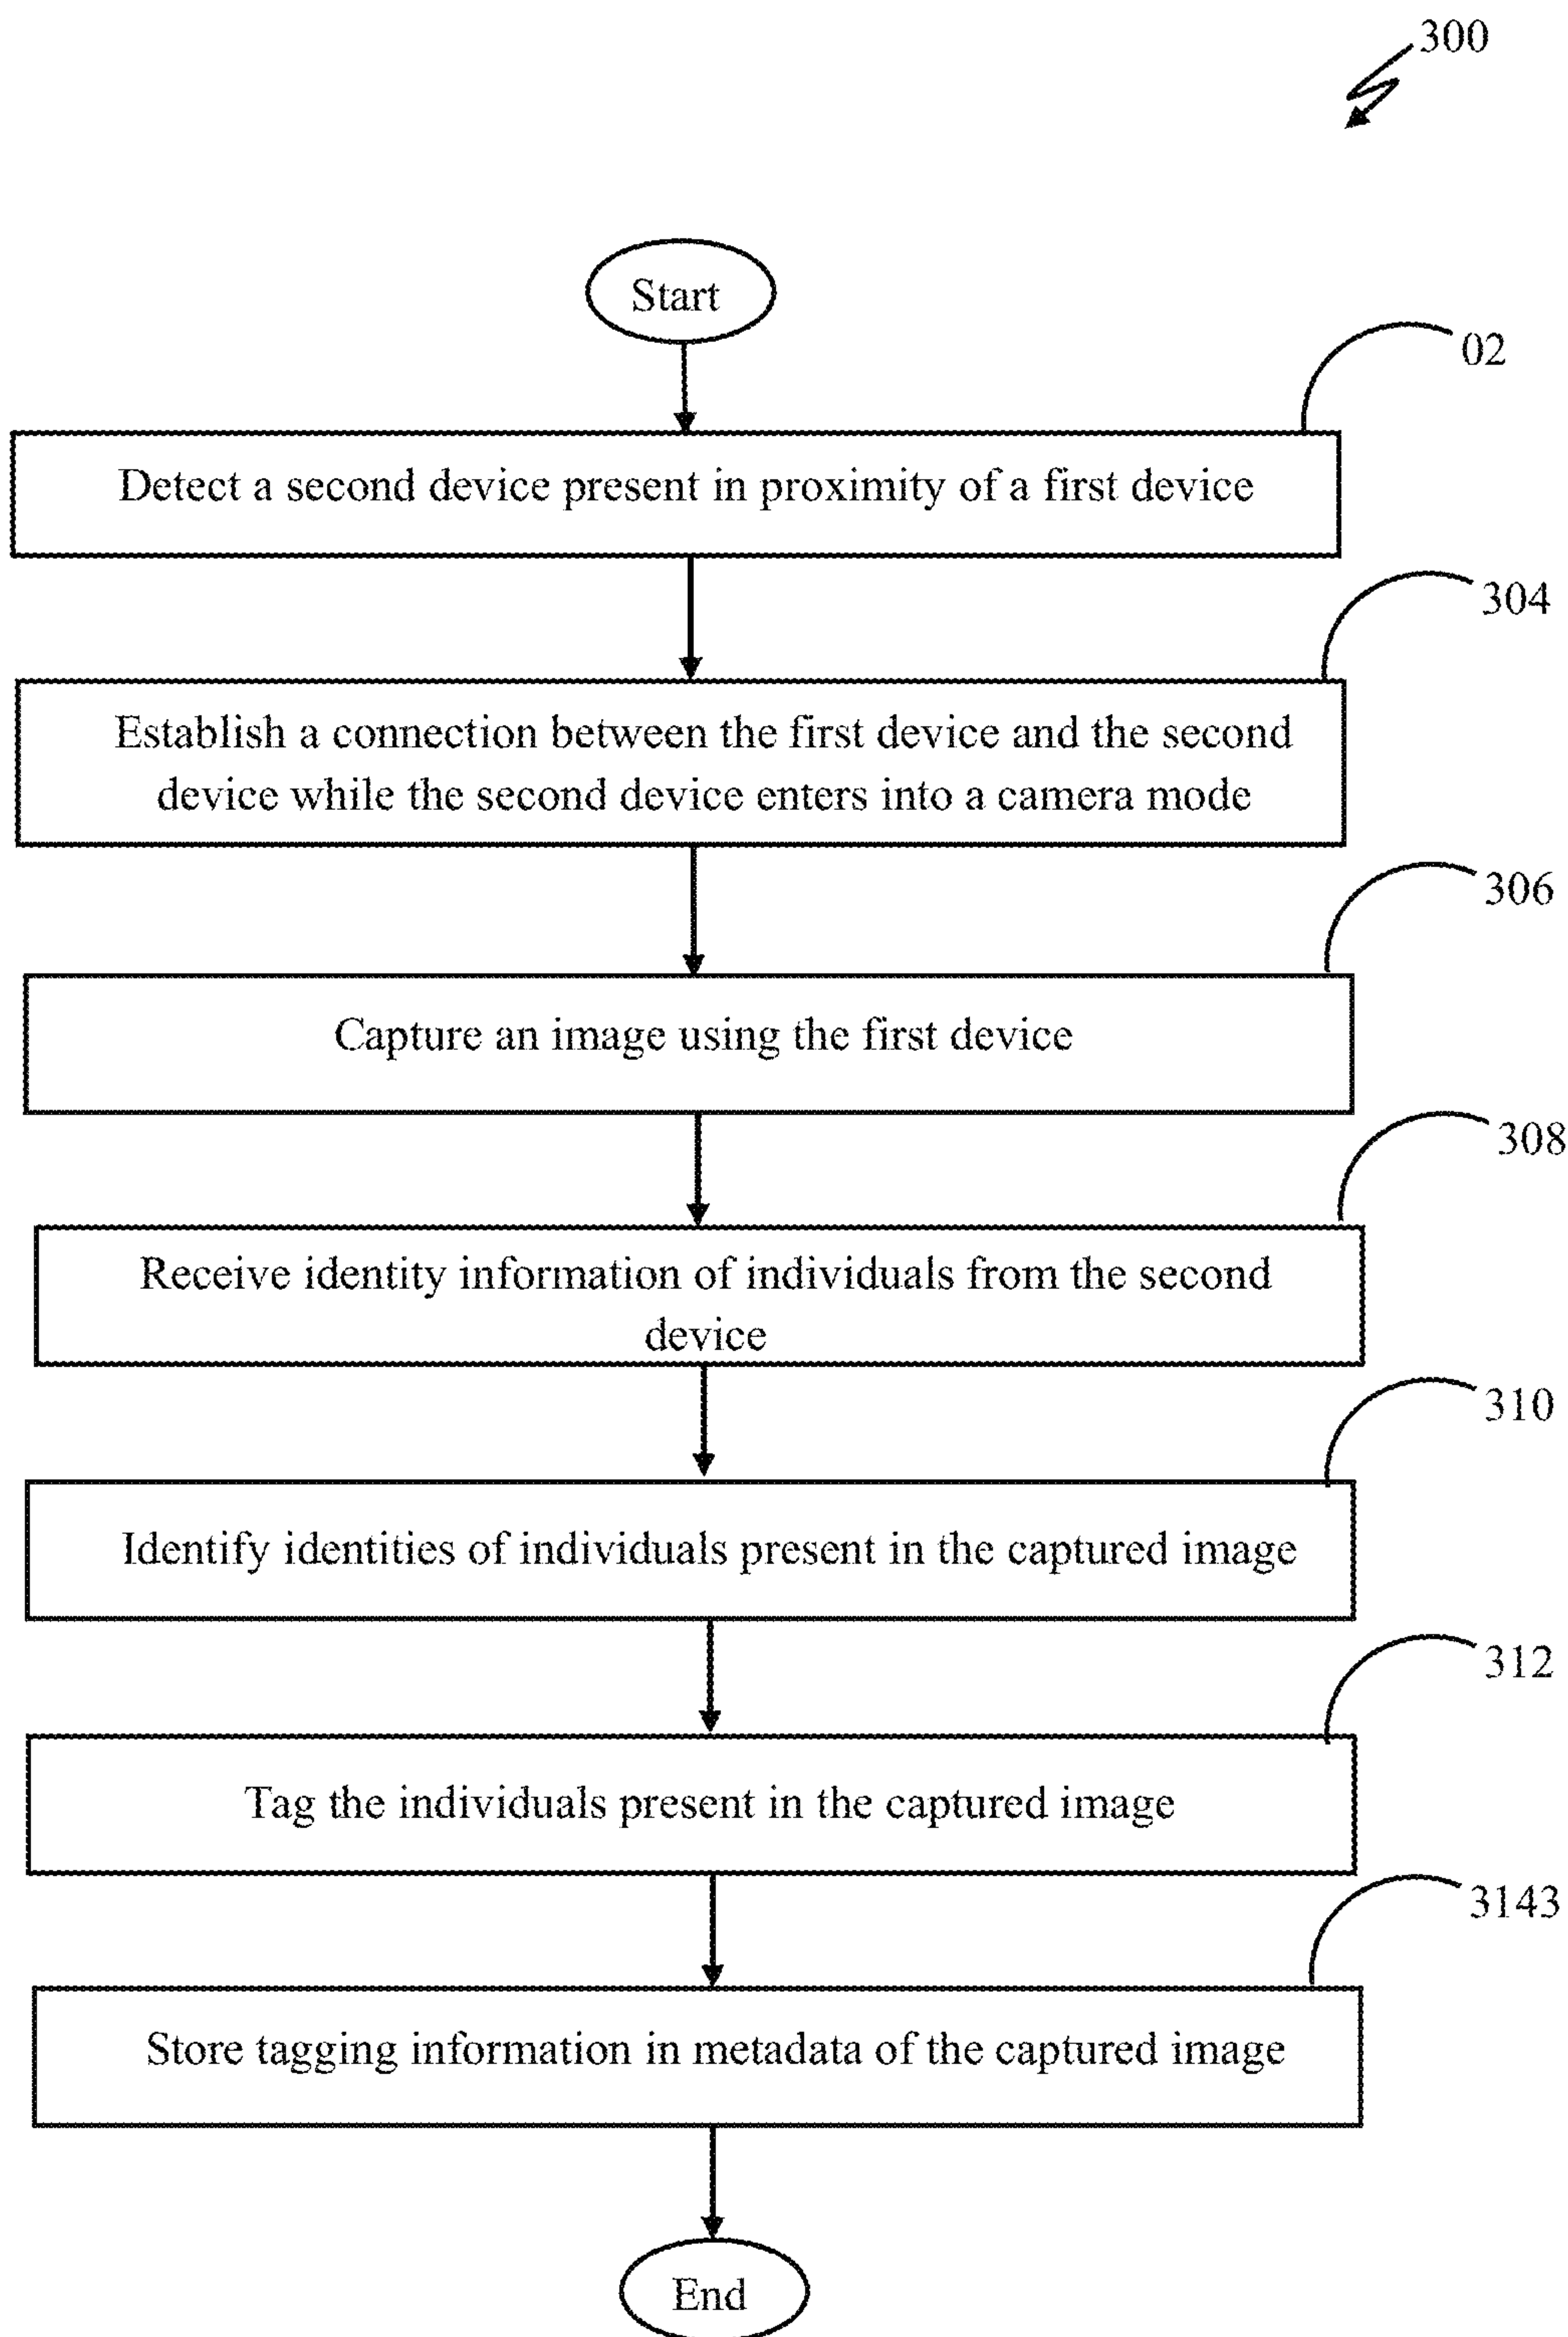 300
Start
02
Detect a second device present in proximity of a first device
304
Establish a connection between the first device and the second
device while the second device enters into a camera mode
306
Capture an image using the first device
308
Receive identity information of individuals from the second
device
310
Identify identities of individuals present in the captured image
312
Tag the individuals present in the captured image
3143
Store tagging information in metadata of the captured image
End